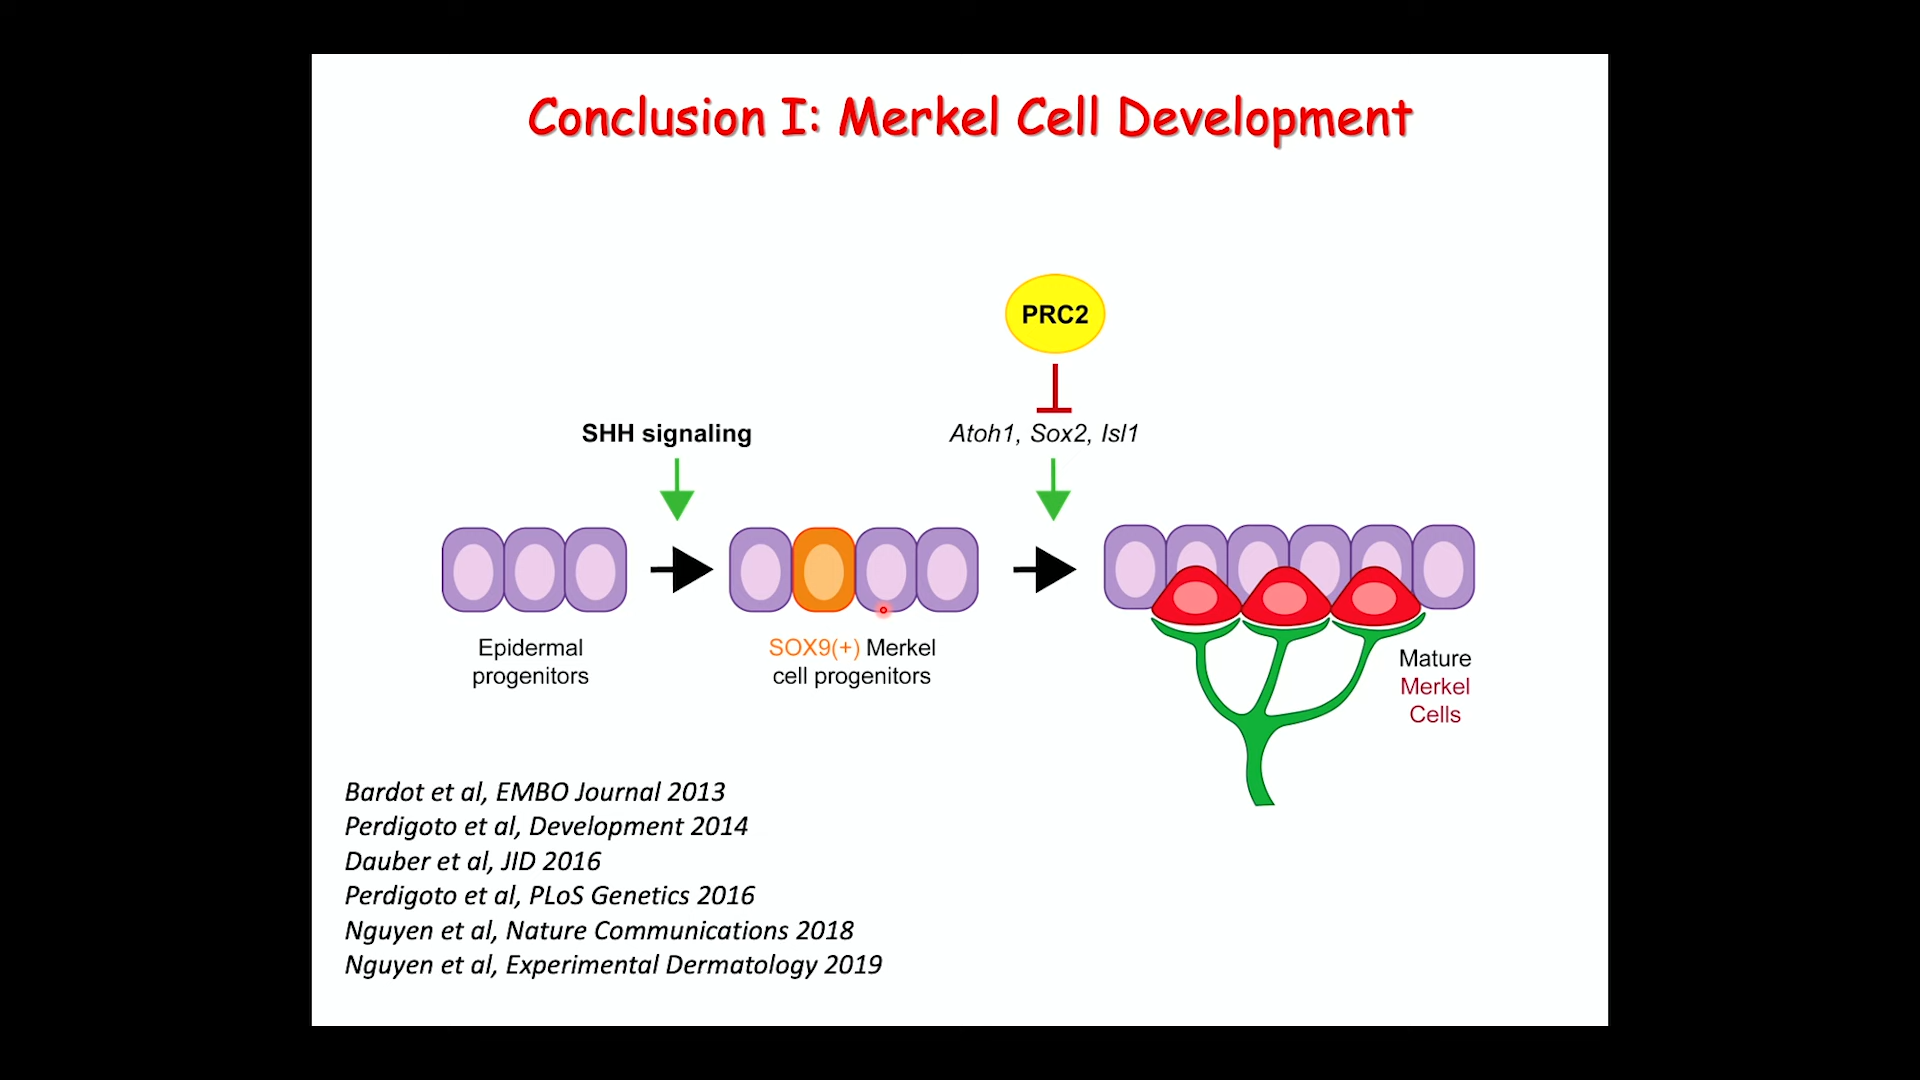 Conclusion I: Merkel Cell Development
PRC2
SHH signaling
Atoh1, Sox2, Isl1
Epidermal
progenitors
SOX9(+) Merkel
cell progenitors
Mature
Merkel
Cells
Bardot et al, EMBO Journal 2013
Perdigoto et al, Development 2014
Dauber et al, JID 2016
Perdigoto et al, PLoS Genetics 2016
Nguyen et al, Nature Communications 2018
Nguyen et al, Experimental Dermatology 2019